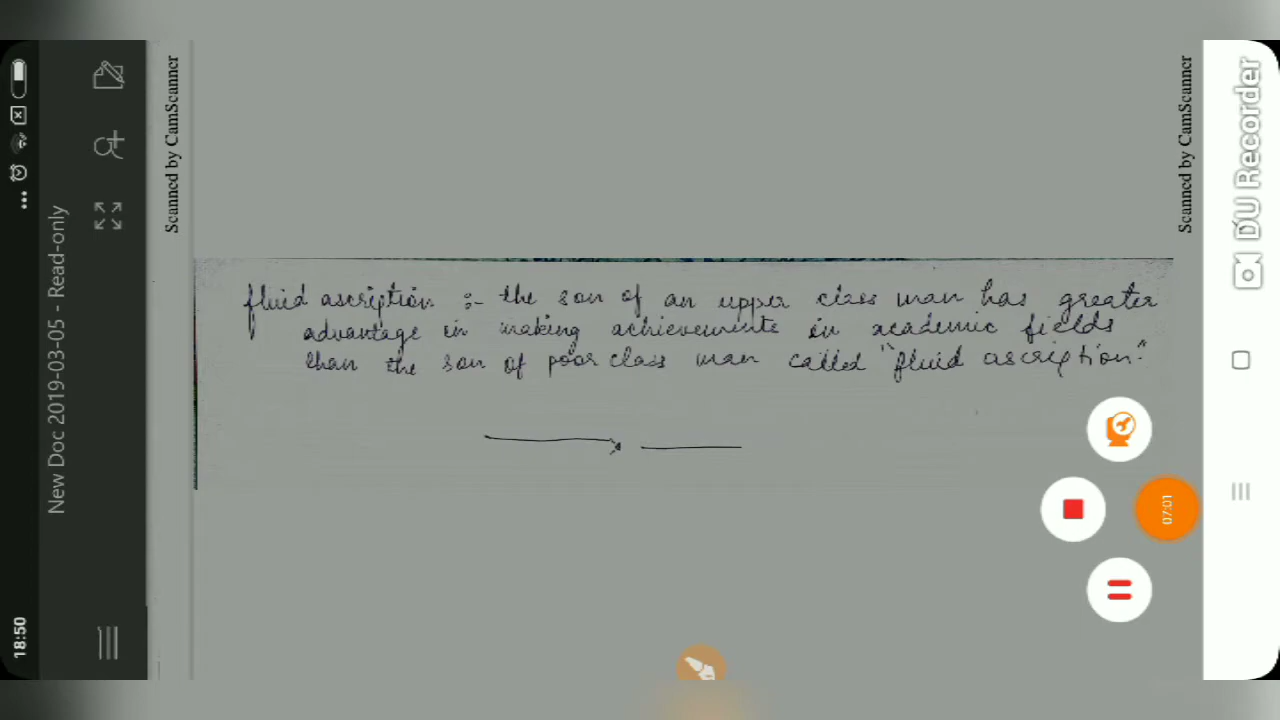 18:50
New Doc 2019-03-05 - Read-only
Scanned by CamScanner
fluid ascription :- the son of an upper class man has greater
advantage in making achievements in academic fields
than the son of poor class man called "fluid ascription."
Scanned by CamScanner
07:01
DU Recorder